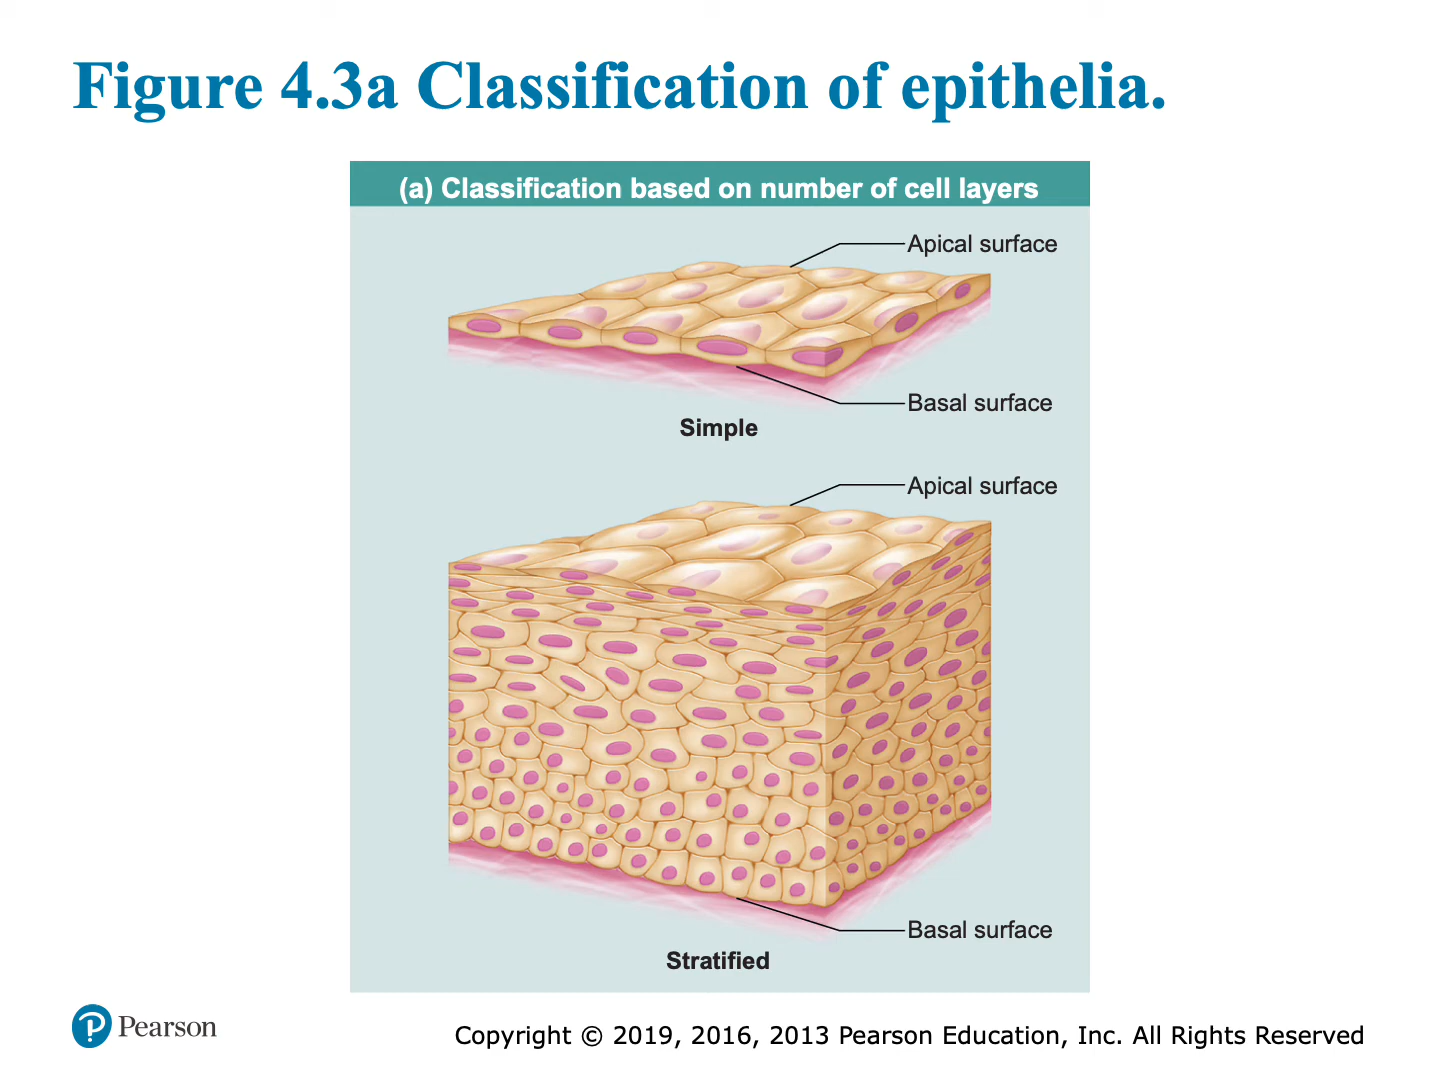 Figure 4.3a Classification of epithelia.
(a) Classification based on number of cell layers
Apical surface
Basal surface
Simple
Apical surface
Basal surface
Stratified
Pearson
Copyright © 2019, 2016, 2013 Pearson Education, Inc. All Rights Reserved